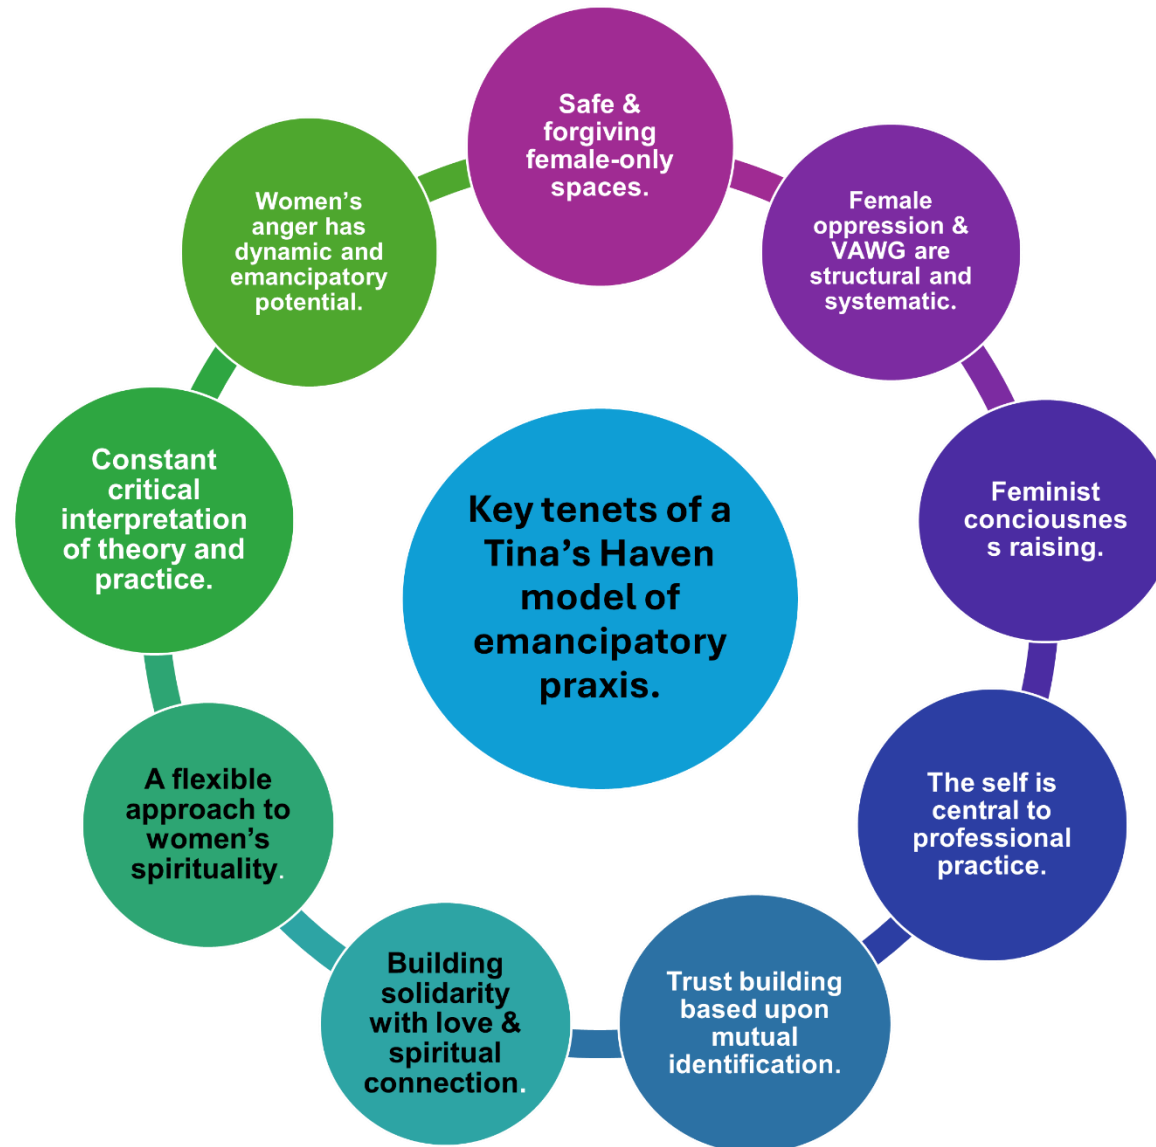 Safe &
forgiving
female-only
spaces.
Female
oppression &
VAWG are
structural and
systematic.
Feminist
conciousnes
s raising.
The self is
central to
professional
practice.
Trust building
based upon
mutual
identification.
Building
solidarity
with love &
spiritual
connection.
A flexible
approach to
women’s
spirituality.
Constant
critical
interpretation
of theory and
practice.
Women’s
anger has
dynamic and
emancipatory
potential.
Key tenets of a
Tina’s Haven
model of
emancipatory
praxis.